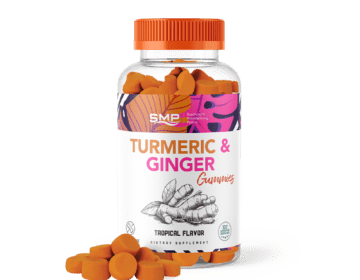 SMP
TURMERIC &
GINGER
Gummies
TROPICAL FLAVOR
DIETARY SUPPLEMENT